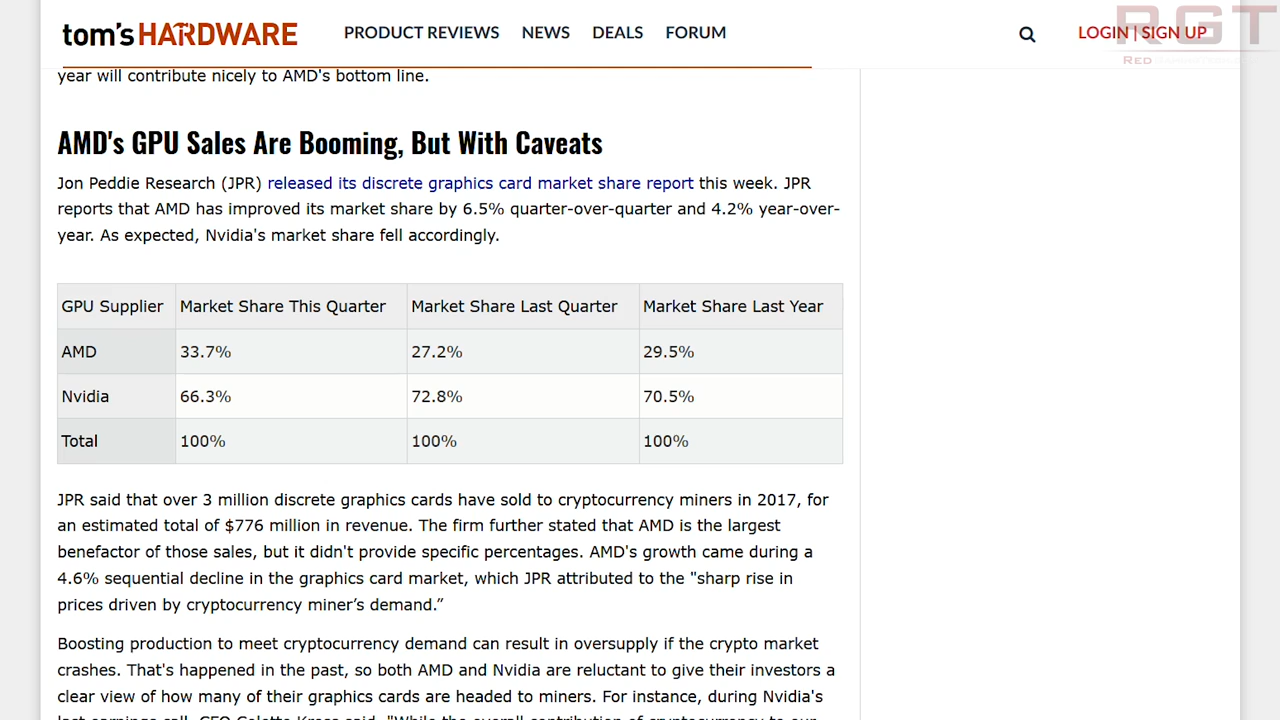 tom's HARDWARE PRODUCT REVIEWS NEWS DEALS FORUM LOGIN | SIGN UP
RGT
RED
year will contribute nicely to AMD's bottom line.
AMD's GPU Sales Are Booming, But With Caveats
Jon Peddie Research (JPR) released its discrete graphics card market share report this week. JPR
reports that AMD has improved its market share by 6.5% quarter-over-quarter and 4.2% year-over-
year. As expected, Nvidia's market share fell accordingly.
GPU Supplier Market Share This Quarter Market Share Last Quarter Market Share Last Year
AMD 33.7% 27.2% 29.5%
Nvidia 66.3% 72.8% 70.5%
Total 100% 100% 100%
JPR said that over 3 million discrete graphics cards have sold to cryptocurrency miners in 2017, for
an estimated total of $776 million in revenue. The firm further stated that AMD is the largest
benefactor of those sales, but it didn't provide specific percentages. AMD's growth came during a
4.6% sequential decline in the graphics card market, which JPR attributed to the "sharp rise in
prices driven by cryptocurrency miner’s demand.”
Boosting production to meet cryptocurrency demand can result in oversupply if the crypto market
crashes. That's happened in the past, so both AMD and Nvidia are reluctant to give their investors a
clear view of how many of their graphics cards are headed to miners. For instance, during Nvidia's